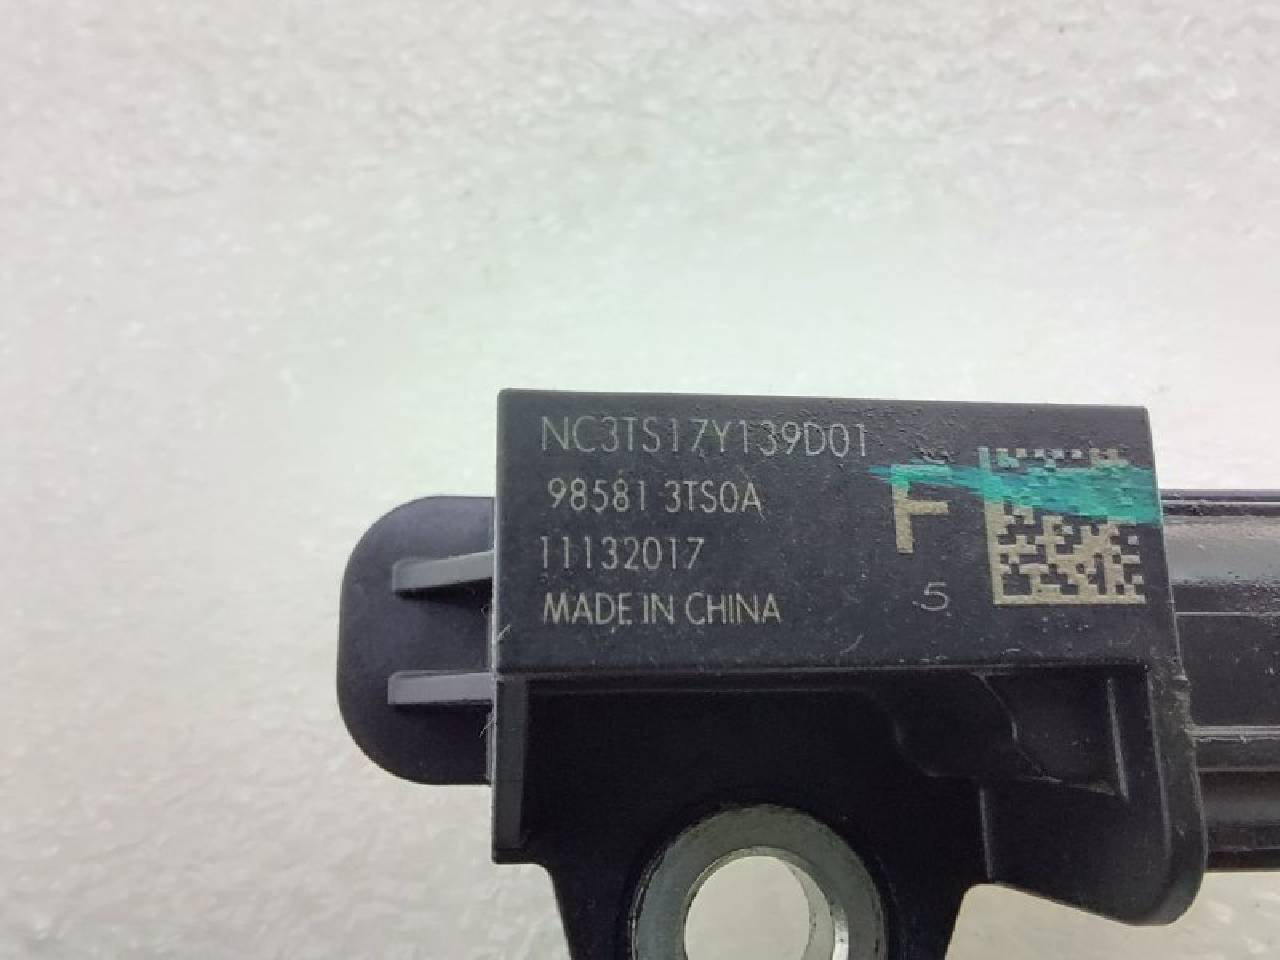 NC3TS17Y139D01
98581 3TS0A
F
11132017
5
MADE IN CHINA